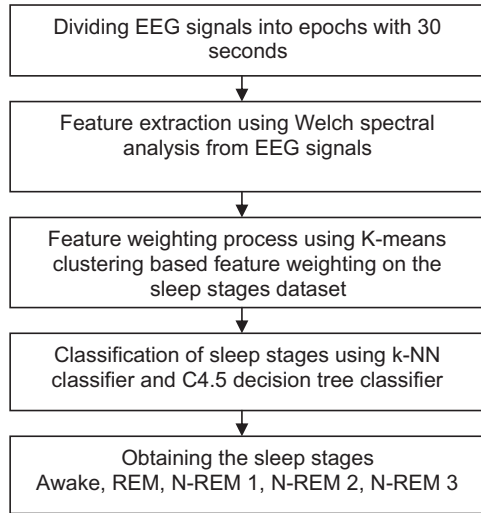 Dividing EEG signals into epochs with 30
seconds
Feature extraction using Welch spectral
analysis from EEG signals
Feature weighting process using K-means
clustering based feature weighting on the
sleep stages dataset
Classification of sleep stages using k-NN
classifier and C4.5 decision tree classifier
Obtaining the sleep stages
Awake, REM, N-REM 1, N-REM 2, N-REM 3